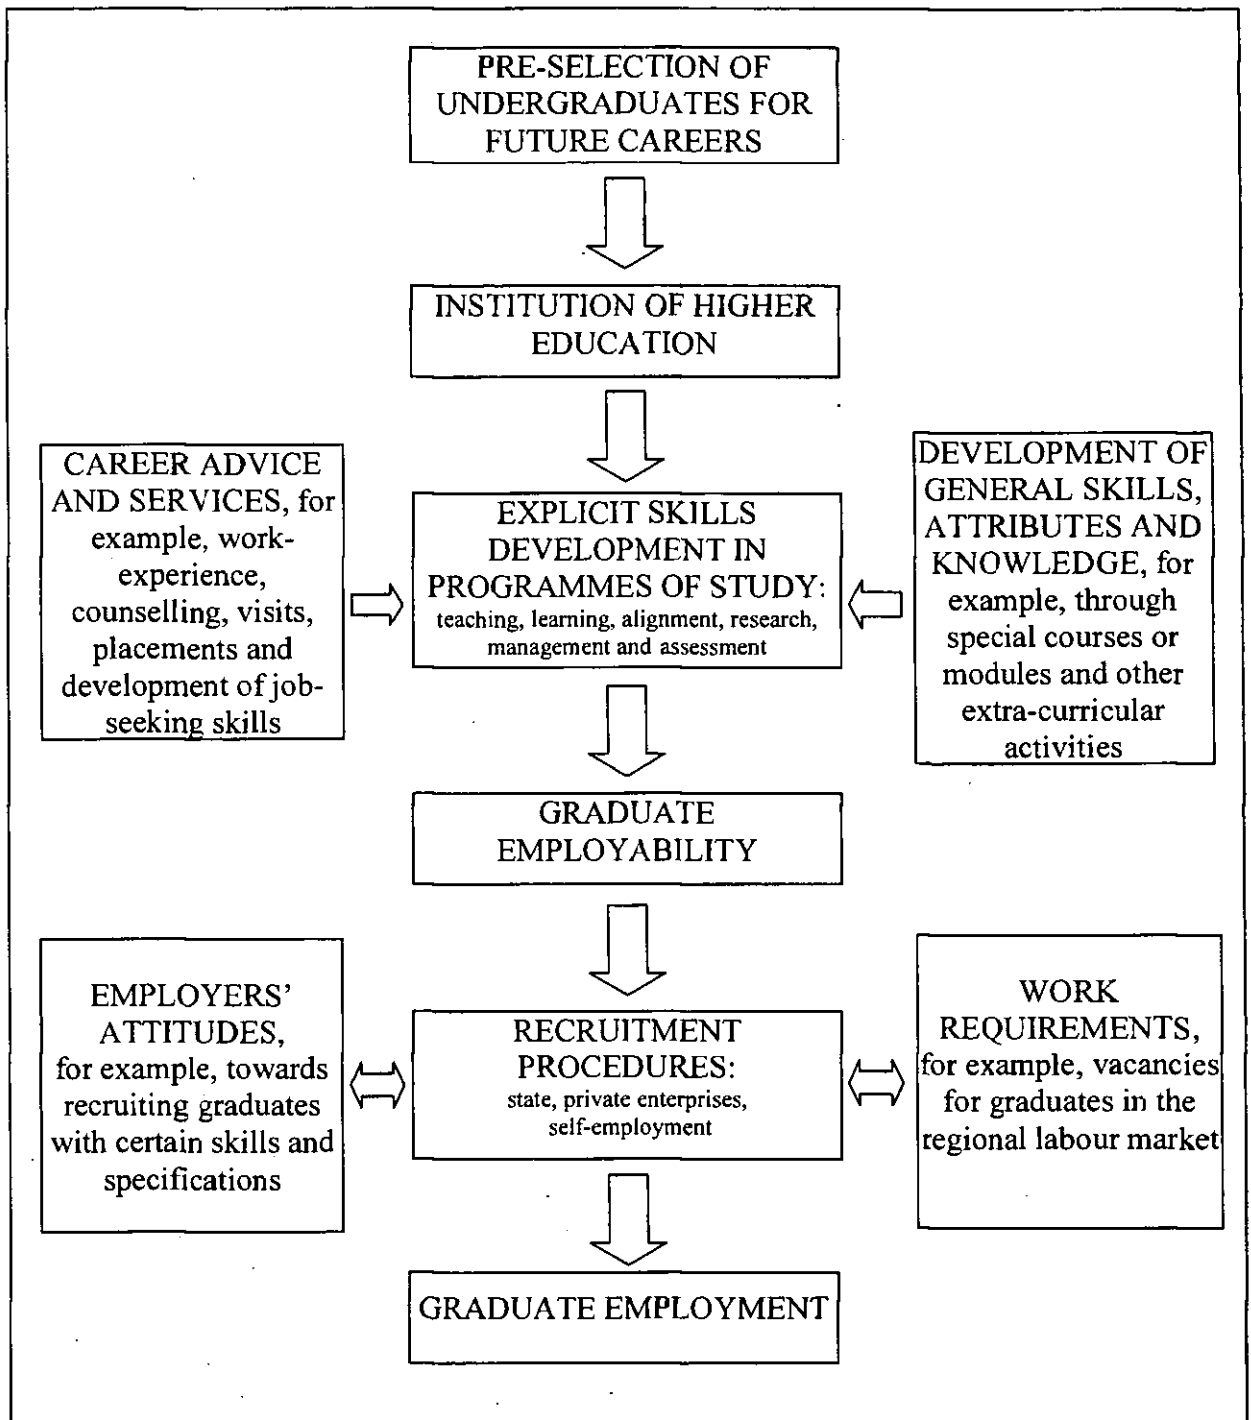 PRE-SELECTION OF
UNDERGRADUATES FOR
FUTURE CAREERS
INSTITUTION OF HIGHER
EDUCATION
CAREER ADVICE
AND SERVICES, for
example, work-
experience,
counselling, visits,
placements and
development of job-
seeking skills
EXPLICIT SKILLS
DEVELOPMENT IN
PROGRAMMES OF STUDY:
teaching, learning, alignment, research,
management and assessment
DEVELOPMENT OF
GENERAL SKILLS,
ATTRIBUTES AND
KNOWLEDGE, for
example, through
special courses or
modules and other
extra-curricular
activities
GRADUATE
EMPLOYABILITY
EMPLOYERS’
ATTITUDES,
for example, towards
recruiting graduates
with certain skills and
specifications
RECRUITMENT
PROCEDURES:
state, private enterprises,
self-employment
WORK
REQUIREMENTS,
for example, vacancies
for graduates in the
regional labour market
GRADUATE EMPLOYMENT